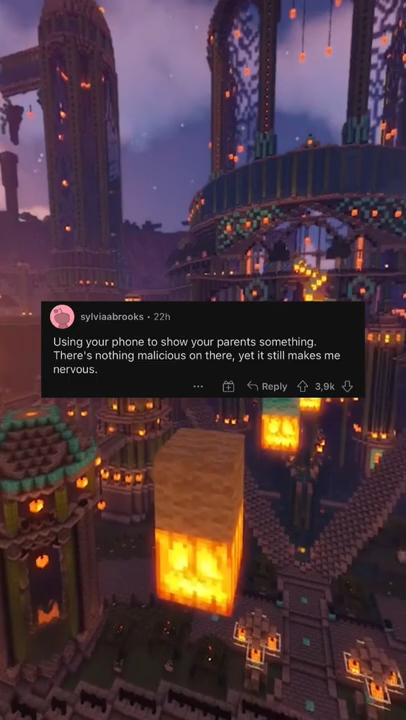 sylviaabrooks • 22h
Using your phone to show your parents something.
There's nothing malicious on there, yet it still makes me
nervous.
Reply 3,9k